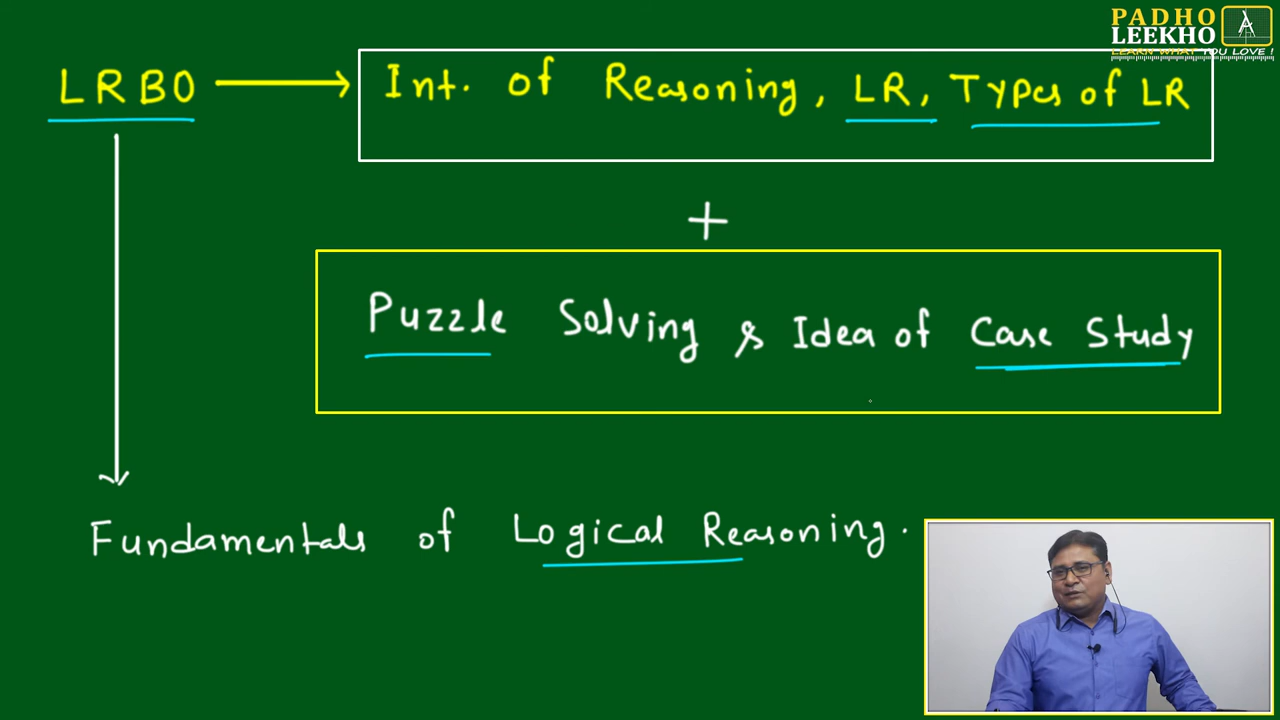 PADHO
LEEKHO
LEARN WHAT YOU LOVE !
LRBO → Int. of Reasoning, LR, Types of LR
+
Puzzle Solving & Idea of Case Study
Fundamentals of Logical Reasoning.